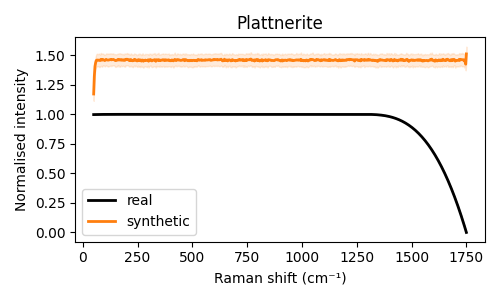 Plattnerite
Normalised intensity
1.50
1.25
1.00
0.75
0.50
0.25
0.00
real
synthetic
0 250 500 750 1000 1250 1500 1750
Raman shift (cm⁻¹)